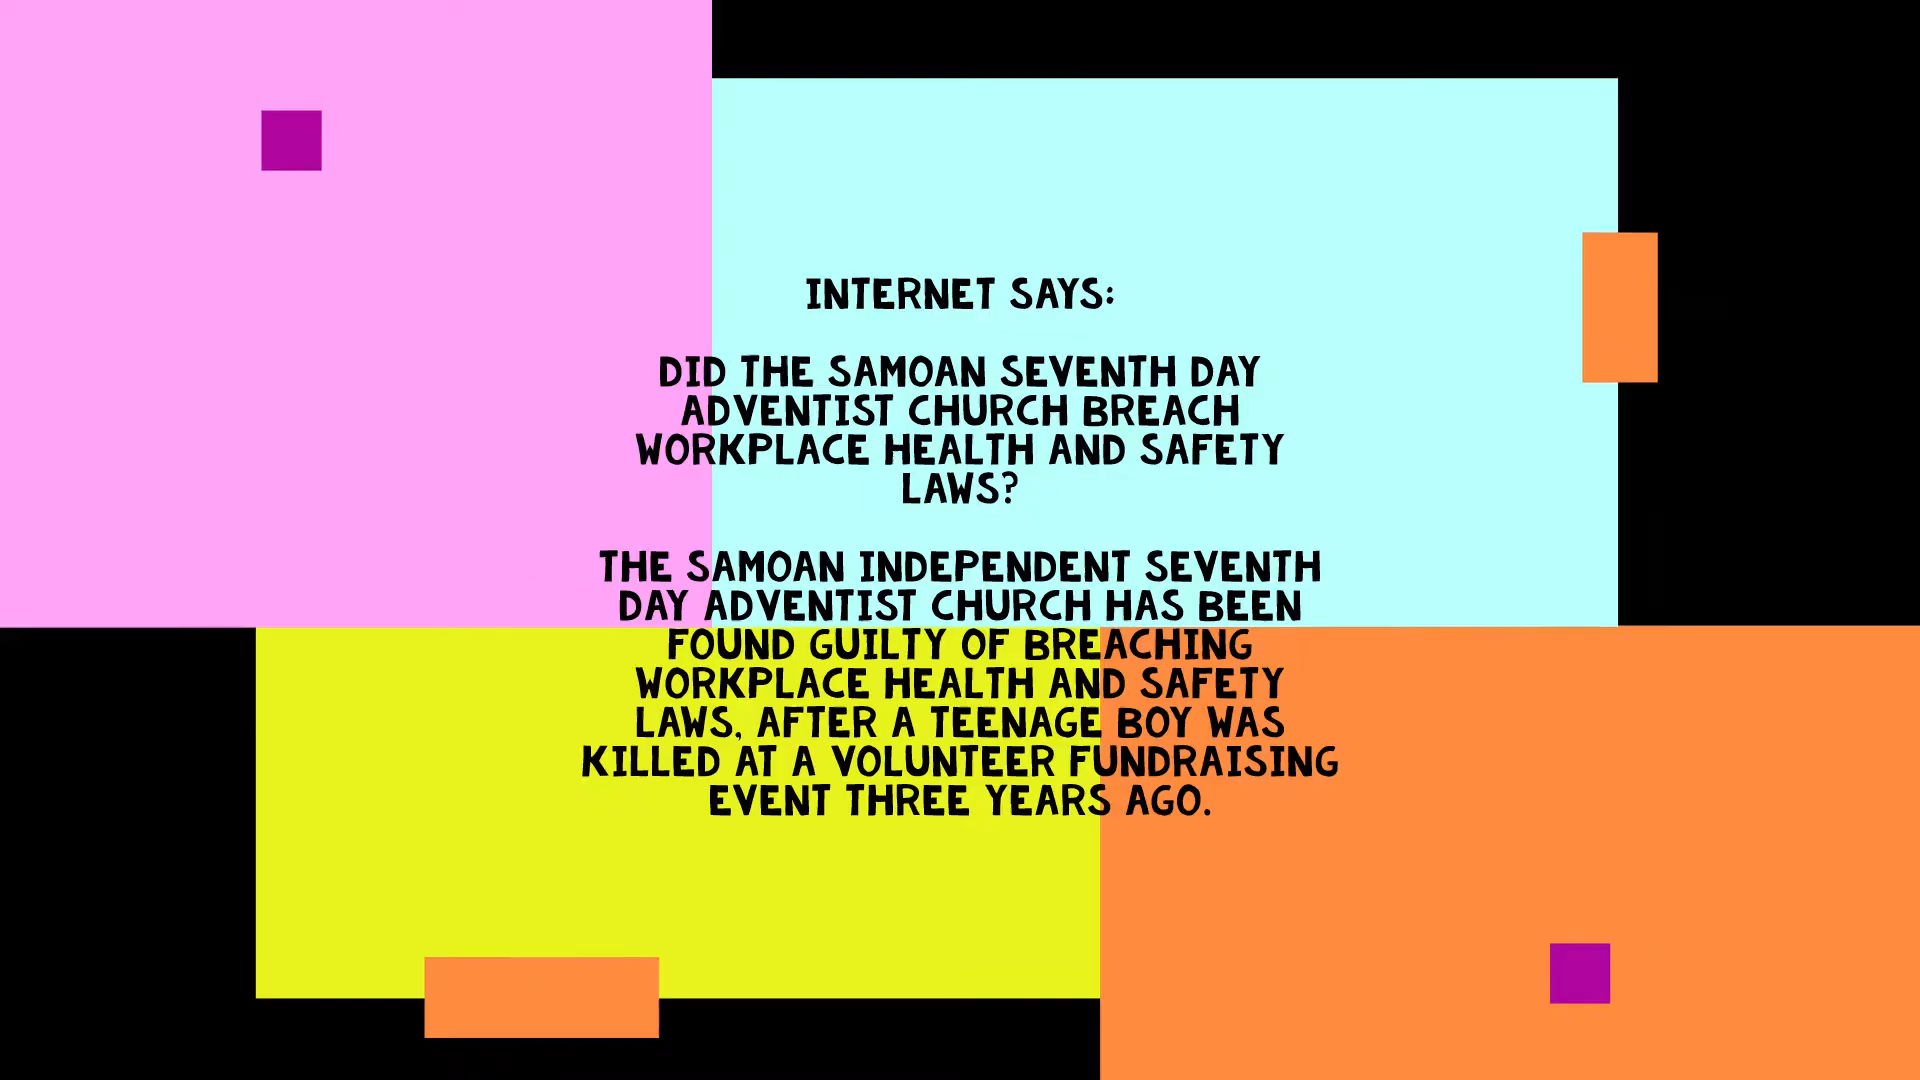 INTERNET SAYS:
DID THE SAMOAN SEVENTH DAY
ADVENTIST CHURCH BREACH
WORKPLACE HEALTH AND SAFETY
LAWS?
THE SAMOAN INDEPENDENT SEVENTH
DAY ADVENTIST CHURCH HAS BEEN
FOUND GUILTY OF BREACHING
WORKPLACE HEALTH AND SAFETY
LAWS, AFTER A TEENAGE BOY WAS
KILLED AT A VOLUNTEER FUNDRAISING
EVENT THREE YEARS AGO.